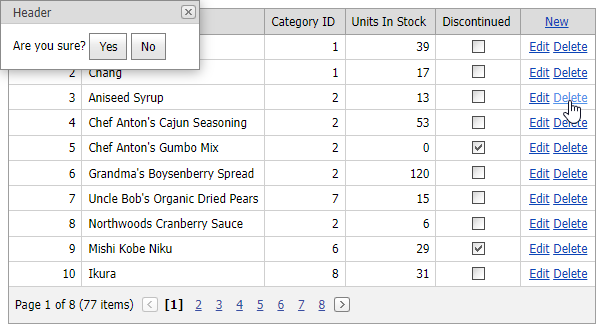 Header
Category ID Units In Stock Discontinued New
Are you sure? Yes No
1 39 Edit Delete
2 Chang 1 17 Edit Delete
3 Aniseed Syrup 2 13 Edit Delete
4 Chef Anton's Cajun Seasoning 2 53 Edit Delete
5 Chef Anton's Gumbo Mix 2 0 Edit Delete
6 Grandma's Boysenberry Spread 2 120 Edit Delete
7 Uncle Bob's Organic Dried Pears 7 15 Edit Delete
8 Northwoods Cranberry Sauce 2 6 Edit Delete
9 Mishi Kobe Niku 6 29 Edit Delete
10 Ikura 8 31 Edit Delete
Page 1 of 8 (77 items) [1] 2 3 4 5 6 7 8